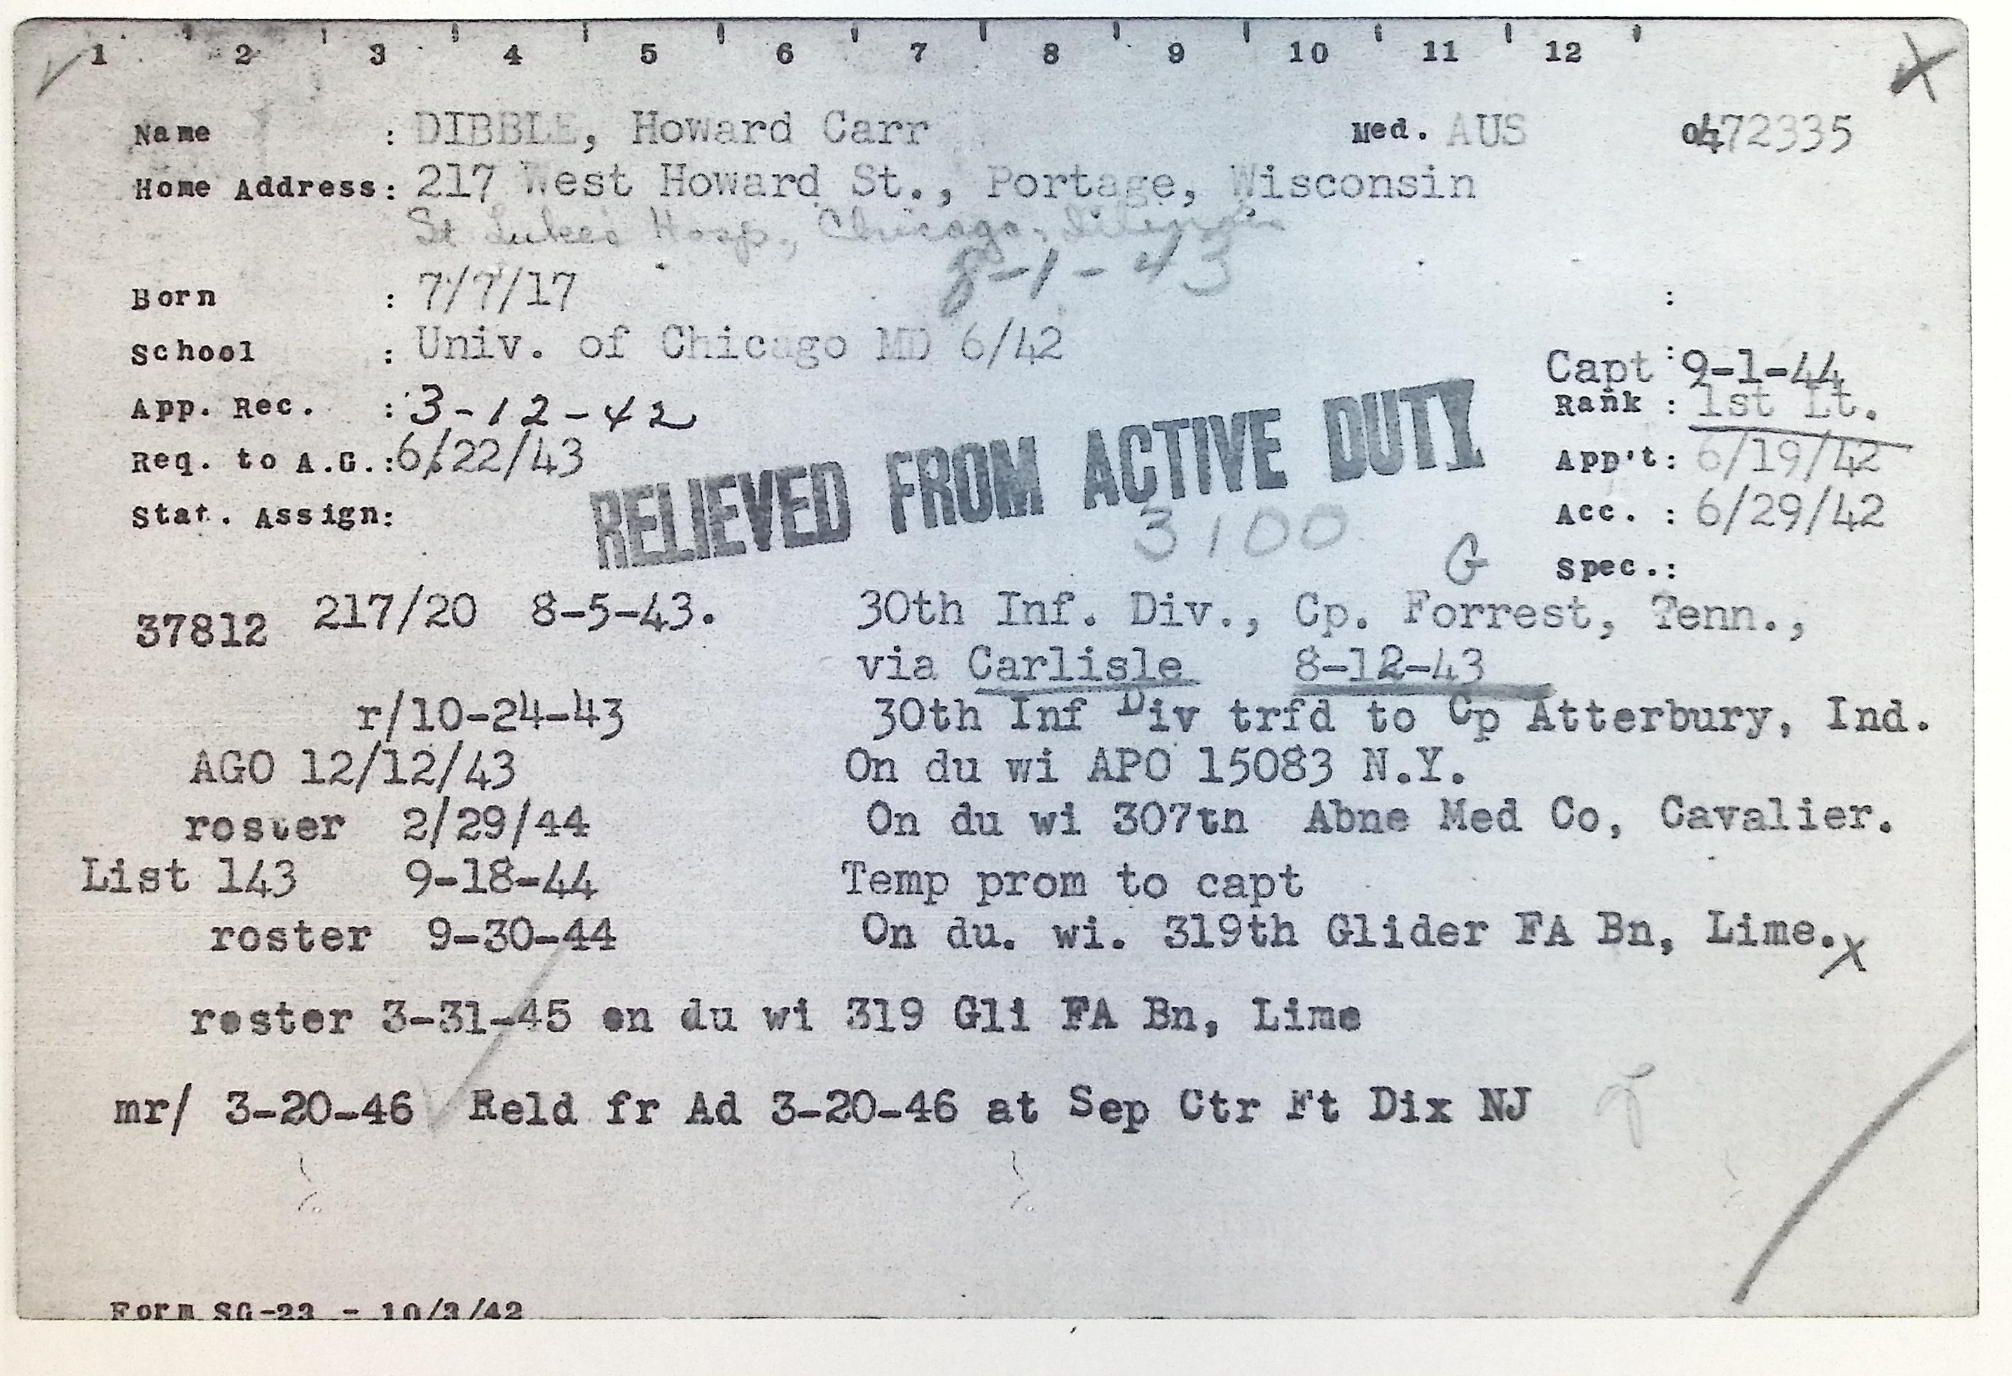 1 2 3 4 5 6 7 8 9 10 11 12
Name : DIBBLE, Howard Carr Med. AUS 0472335
Home Address: 217 West Howard St., Portage, Wisconsin
St Luke's Hosp., Chicago, Illinois
8-1-43
Born : 7/7/17 :
School : Univ. of Chicago MD 6/42 :
Capt 9-1-44
App. Rec. : 3-12-42 Rank : 1st Lt.
Req. to A.G.: 6/22/43 App't: 6/19/42
RELIEVED FROM ACTIVE DUTY
Stat. Assign: Acc. : 6/29/42
3100
G Spec.:
37812 217/20 8-5-43. 30th Inf. Div., Cp. Forrest, Tenn.,
via Carlisle 8-12-43
r/10-24-43 30th Inf Div trfd to Cp Atterbury, Ind.
AGO 12/12/43 On du wi APO 15083 N.Y.
roster 2/29/44 On du wi 307th Abne Med Co, Cavalier.
List 143 9-18-44 Temp prom to capt
roster 9-30-44 On du. wi. 319th Glider FA Bn, Lime. X
roster 3-31-45 on du wi 319 Gli FA Bn, Lime
mr/ 3-20-46 Reld fr Ad 3-20-46 at Sep Ctr Ft Dix NJ
Form SG-23 - 10/3/42